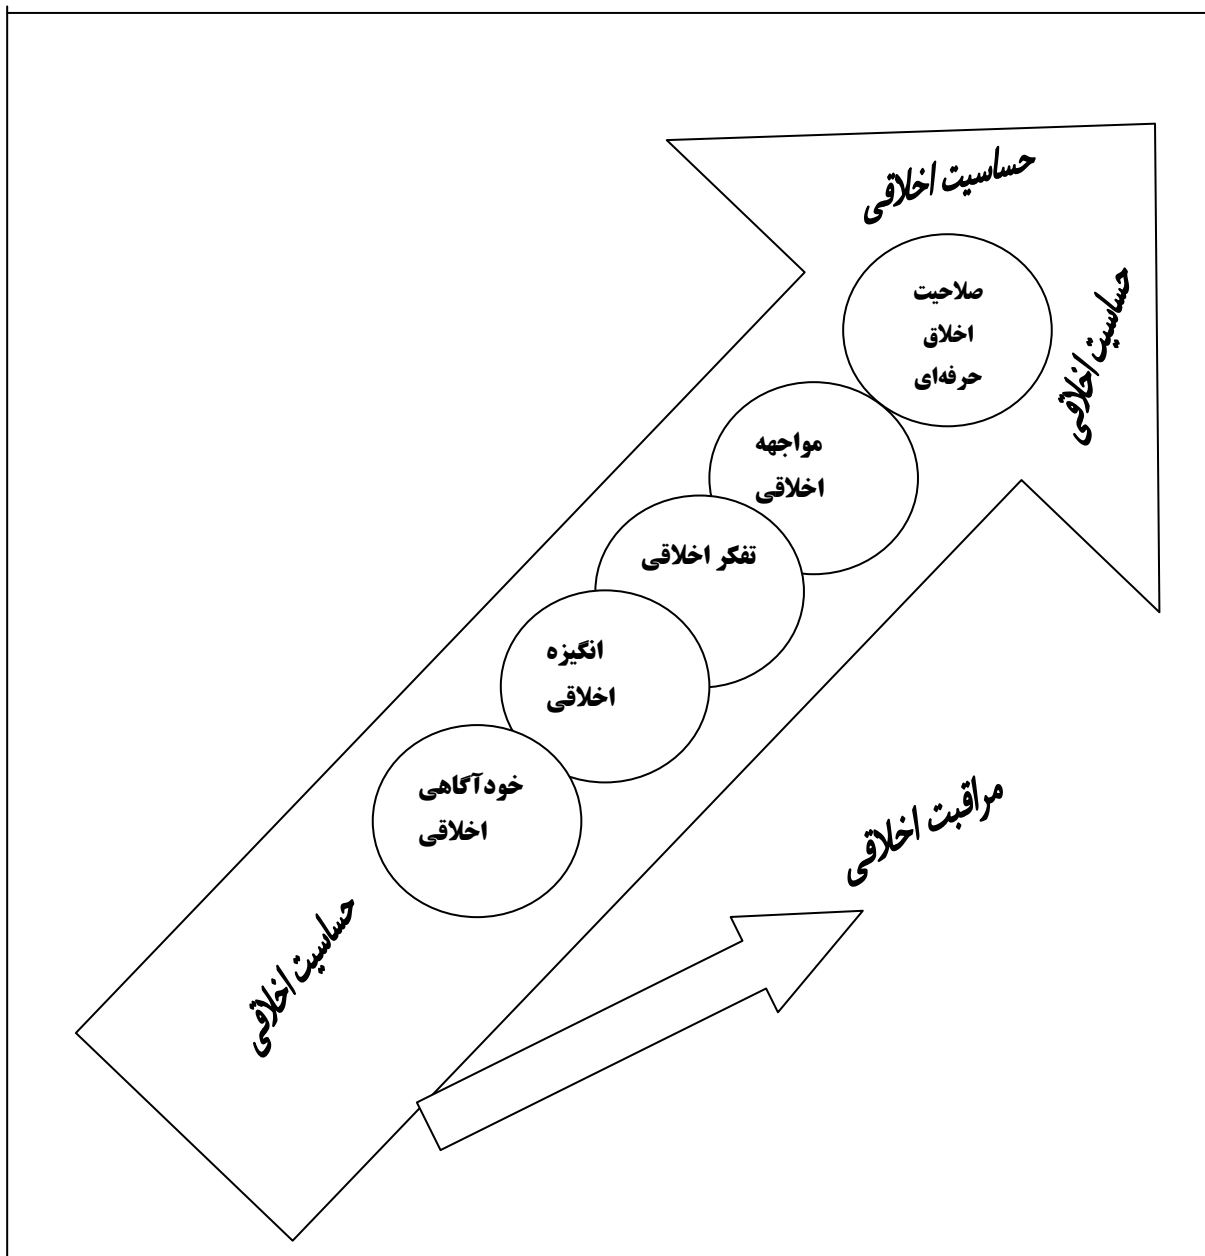 حساسیت اخلاقی
حساسیت اخلاقی
صلاحیت
اخلاق
حرفه‌ای
مواجهه
اخلاقی
تفکر اخلاقی
انگیزه
اخلاقی
خودآگاهی
اخلاقی
مراقبت اخلاقی
حساسیت اخلاقی